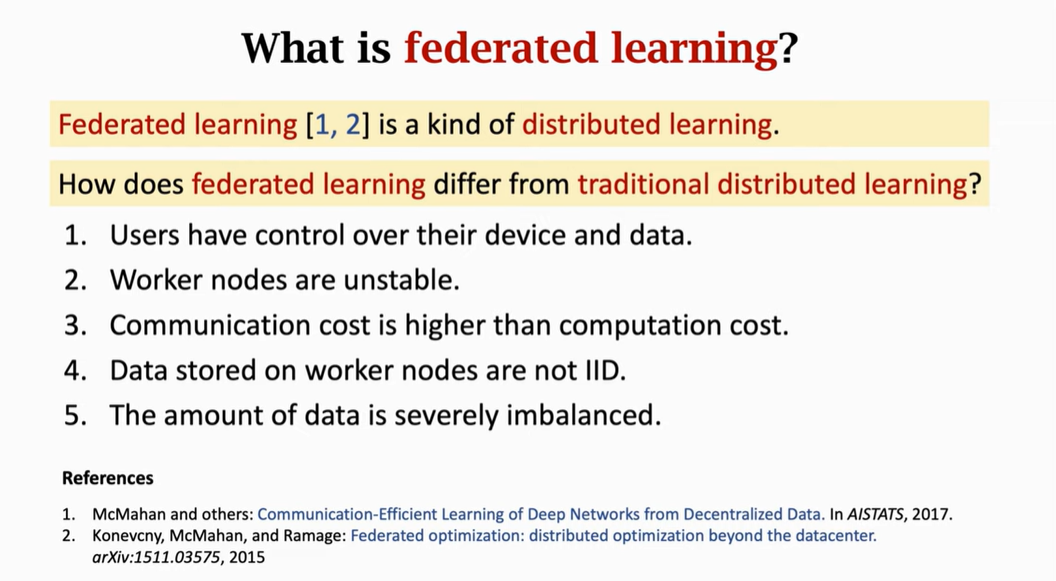 What is federated learning?
Federated learning [1, 2] is a kind of distributed learning.
How does federated learning differ from traditional distributed learning?
1. Users have control over their device and data.
2. Worker nodes are unstable.
3. Communication cost is higher than computation cost.
4. Data stored on worker nodes are not IID.
5. The amount of data is severely imbalanced.
References
1. McMahan and others: Communication-Efficient Learning of Deep Networks from Decentralized Data. In AISTATS, 2017.
2. Konevcny, McMahan, and Ramage: Federated optimization: distributed optimization beyond the datacenter.
arXiv:1511.03575, 2015